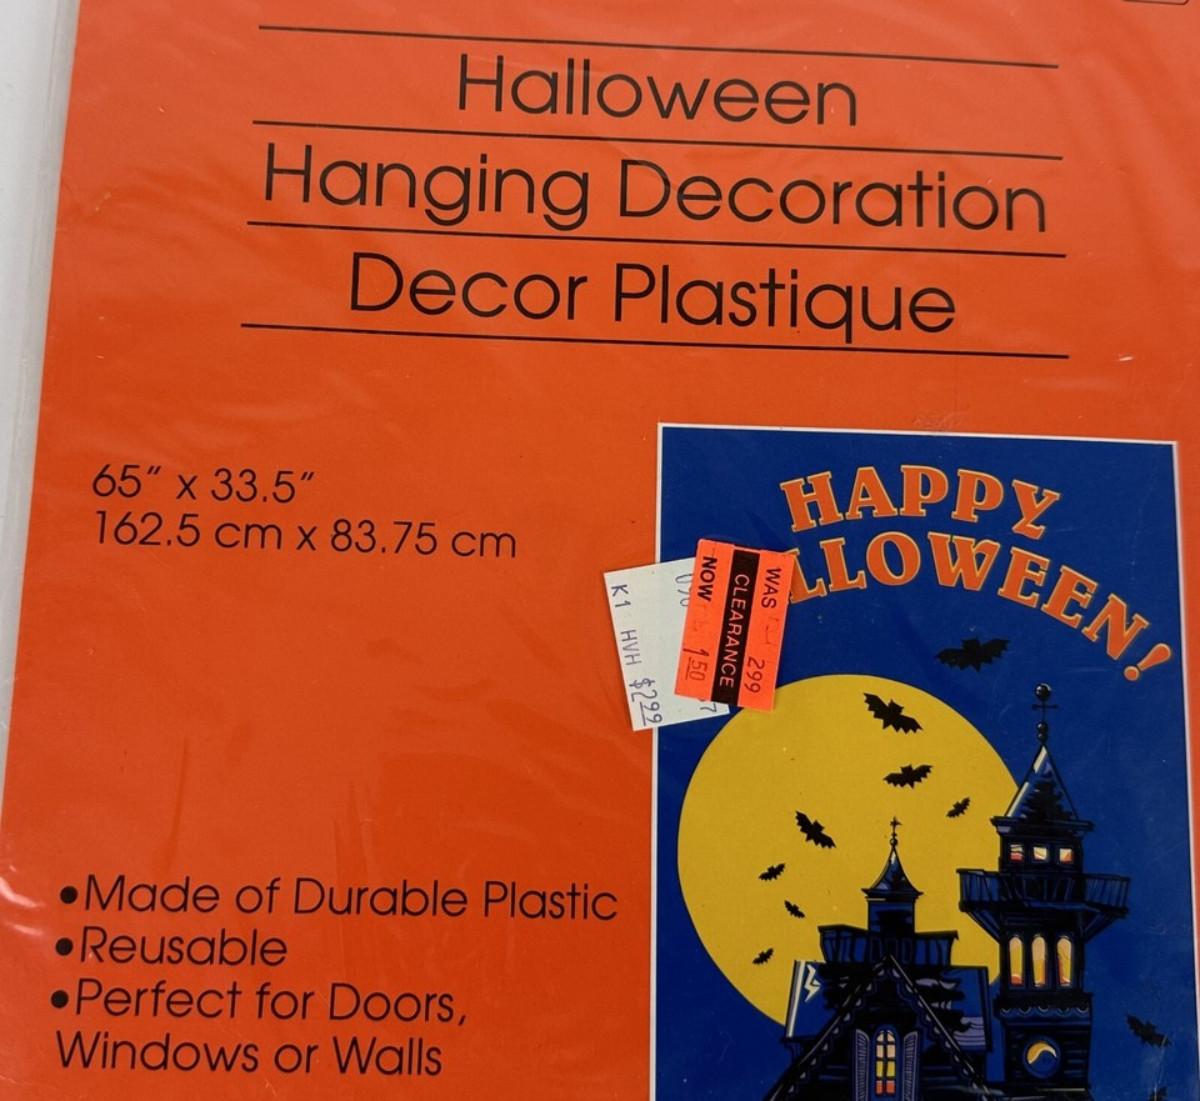 Halloween
Hanging Decoration
Decor Plastique
65" x 33.5"
162.5 cm x 83.75 cm
HAPPY
LLOWEEN!
WAS 299
CLEARANCE
NOW 1.50
K1 HVH $2.99
•Made of Durable Plastic
•Reusable
•Perfect for Doors,
Windows or Walls